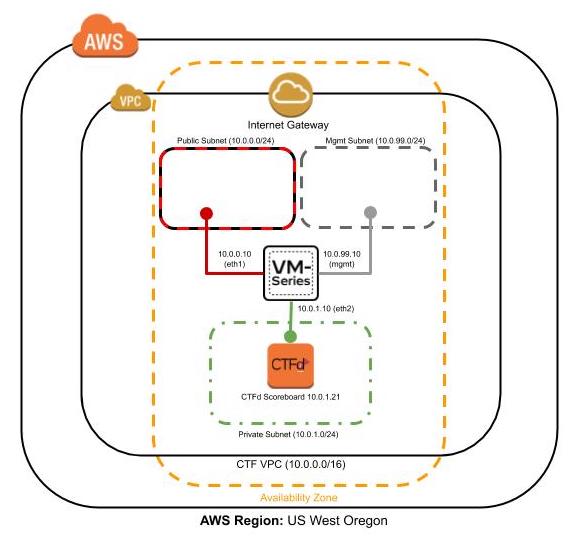 AWS
VPC
Internet Gateway
Public Subnet (10.0.0.0/24)
Mgmt Subnet (10.0.99.0/24)
10.0.0.10
(eth1)
VM-
Series
10.0.99.10
(mgmt)
10.0.1.10 (eth2)
CTFd
CTFd Scoreboard 10.0.1.21
Private Subnet (10.0.1.0/24)
CTF VPC (10.0.0.0/16)
Availability Zone
AWS Region: US West Oregon